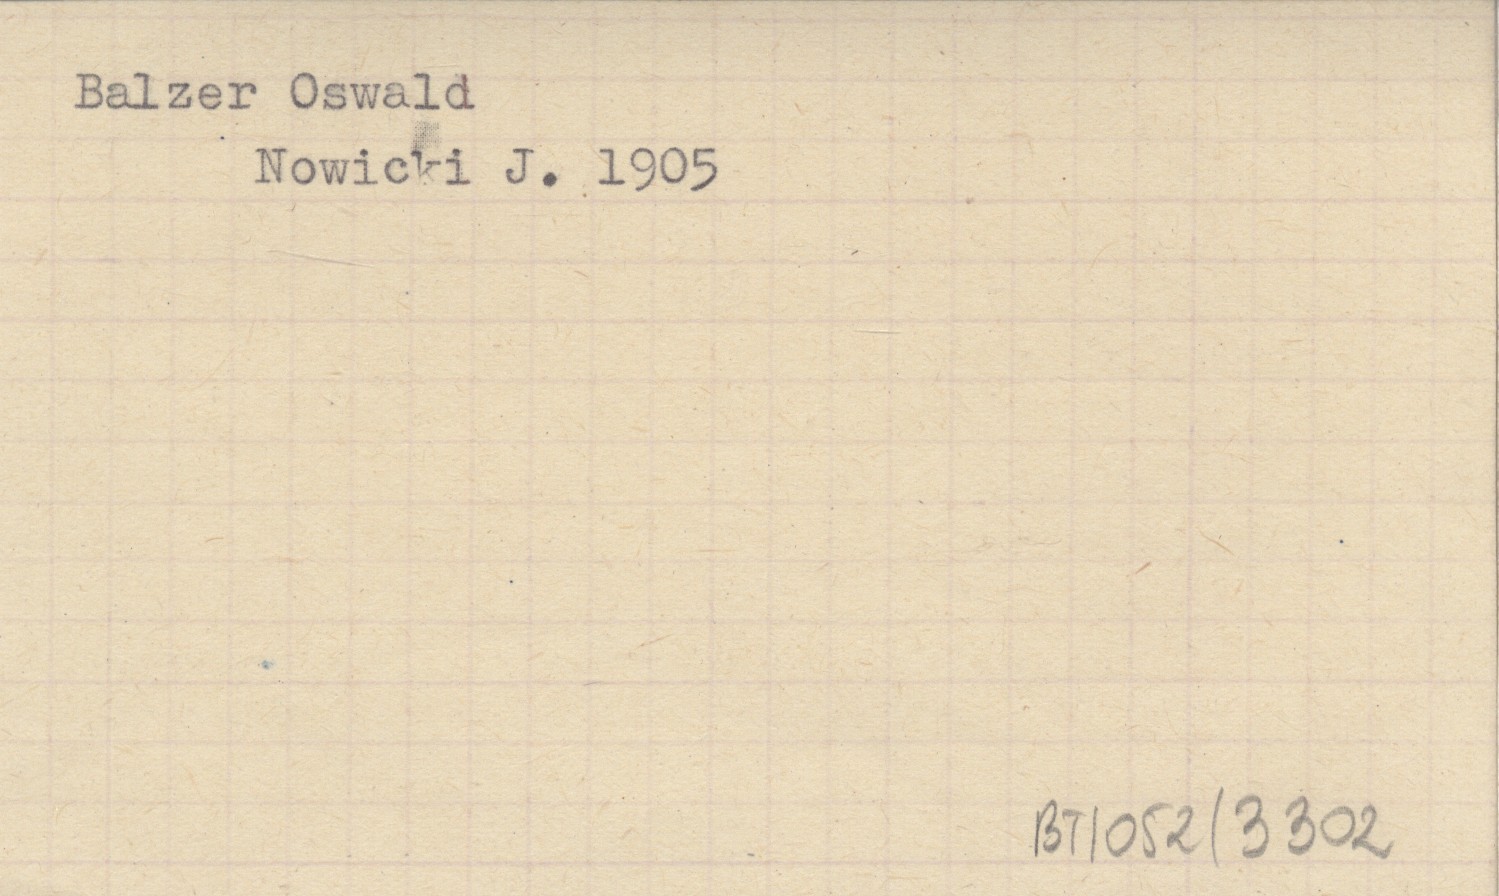 Balzer Oswald
Nowicki J. 1905
BT/052/3302